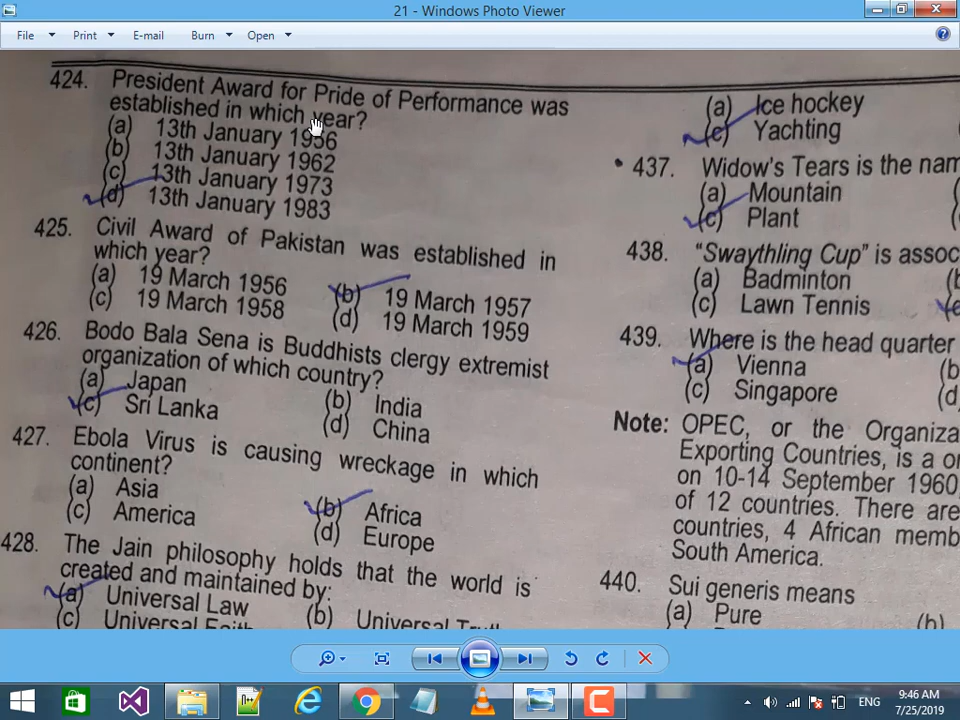 21 - Windows Photo Viewer
File Print E-mail Burn Open
424. President Award for Pride of Performance was
established in which year?
(a) 13th January 1956
(b) 13th January 1962
(c) 13th January 1973
(d) 13th January 1983
425. Civil Award of Pakistan was established in
which year?
(a) 19 March 1956 (b) 19 March 1957
(c) 19 March 1958 (d) 19 March 1959
426. Bodo Bala Sena is Buddhists clergy extremist
organization of which country?
(a) Japan (b) India
(c) Sri Lanka (d) China
427. Ebola Virus is causing wreckage in which
continent?
(a) Asia (b) Africa
(c) America (d) Europe
428. The Jain philosophy holds that the world is
created and maintained by:
(a) Universal Law (b) Universal
(c) Universal
(a) Ice hockey
(c) Yachting
437. Widow's Tears is the
(a) Mountain
(c) Plant
438. "Swaythling Cup" is
(a) Badminton
(c) Lawn Tennis
439. Where is the head quarter
(a) Vienna (b
(c) Singapore (d
Note: OPEC, or the
Exporting Countries, is a
on 10-14 September 1960
of 12 countries. There are
countries, 4 African
South America.
440. Sui generis means
(a) Pure (b)
ENG
9:46 AM
7/25/2019